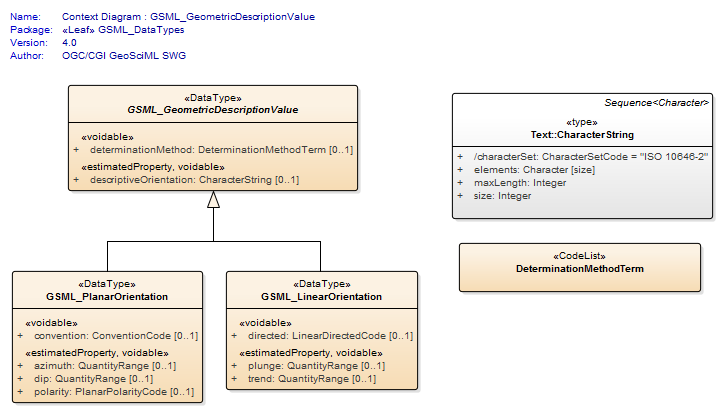 Name: Context Diagram : GSML_GeometricDescriptionValue
Package: «Leaf» GSML_DataTypes
Version: 4.0
Author: OGC/CGI GeoSciML SWG
«DataType»
GSML_GeometricDescriptionValue
«voidable»
+ determinationMethod: DeterminationMethodTerm [0..1]
«estimatedProperty, voidable»
+ descriptiveOrientation: CharacterString [0..1]
Sequence<Character>
«type»
Text::CharacterString
+ /characterSet: CharacterSetCode = "ISO 10646-2"
+ elements: Character [size]
+ maxLength: Integer
+ size: Integer
«CodeList»
DeterminationMethodTerm
«DataType»
GSML_PlanarOrientation
«voidable»
+ convention: ConventionCode [0..1]
«estimatedProperty, voidable»
+ azimuth: QuantityRange [0..1]
+ dip: QuantityRange [0..1]
+ polarity: PlanarPolarityCode [0..1]
«DataType»
GSML_LinearOrientation
«voidable»
+ directed: LinearDirectedCode [0..1]
«estimatedProperty, voidable»
+ plunge: QuantityRange [0..1]
+ trend: QuantityRange [0..1]